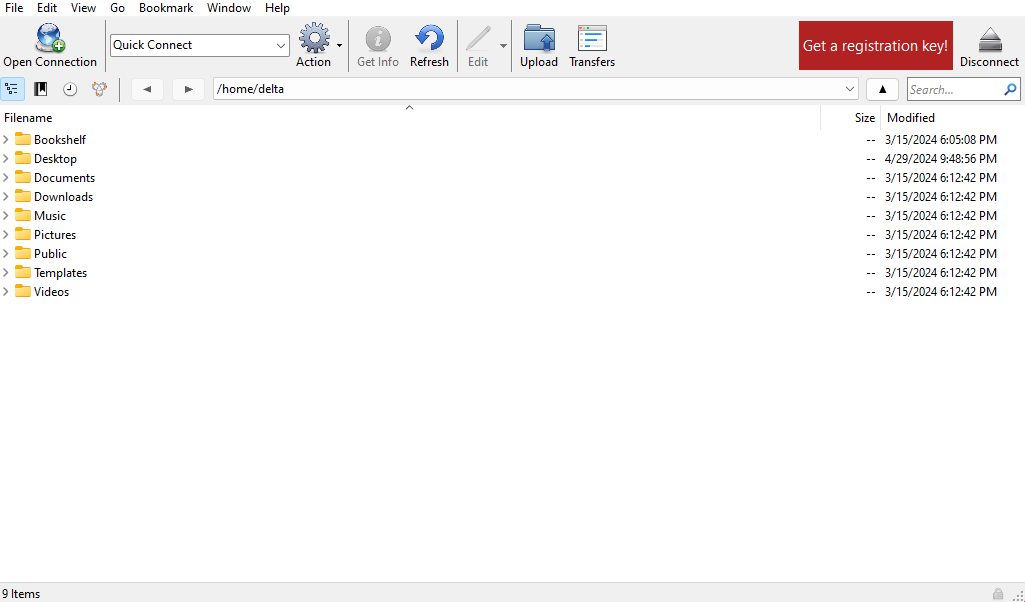 File Edit View Go Bookmark Window Help
Open Connection
Quick Connect
Action
Get Info
Refresh
Edit
Upload
Transfers
Get a registration key!
Disconnect
/home/delta
Search...
Filename Size Modified
Bookshelf -- 3/15/2024 6:05:08 PM
Desktop -- 4/29/2024 9:48:56 PM
Documents -- 3/15/2024 6:12:42 PM
Downloads -- 3/15/2024 6:12:42 PM
Music -- 3/15/2024 6:12:42 PM
Pictures -- 3/15/2024 6:12:42 PM
Public -- 3/15/2024 6:12:42 PM
Templates -- 3/15/2024 6:12:42 PM
Videos -- 3/15/2024 6:12:42 PM
9 Items